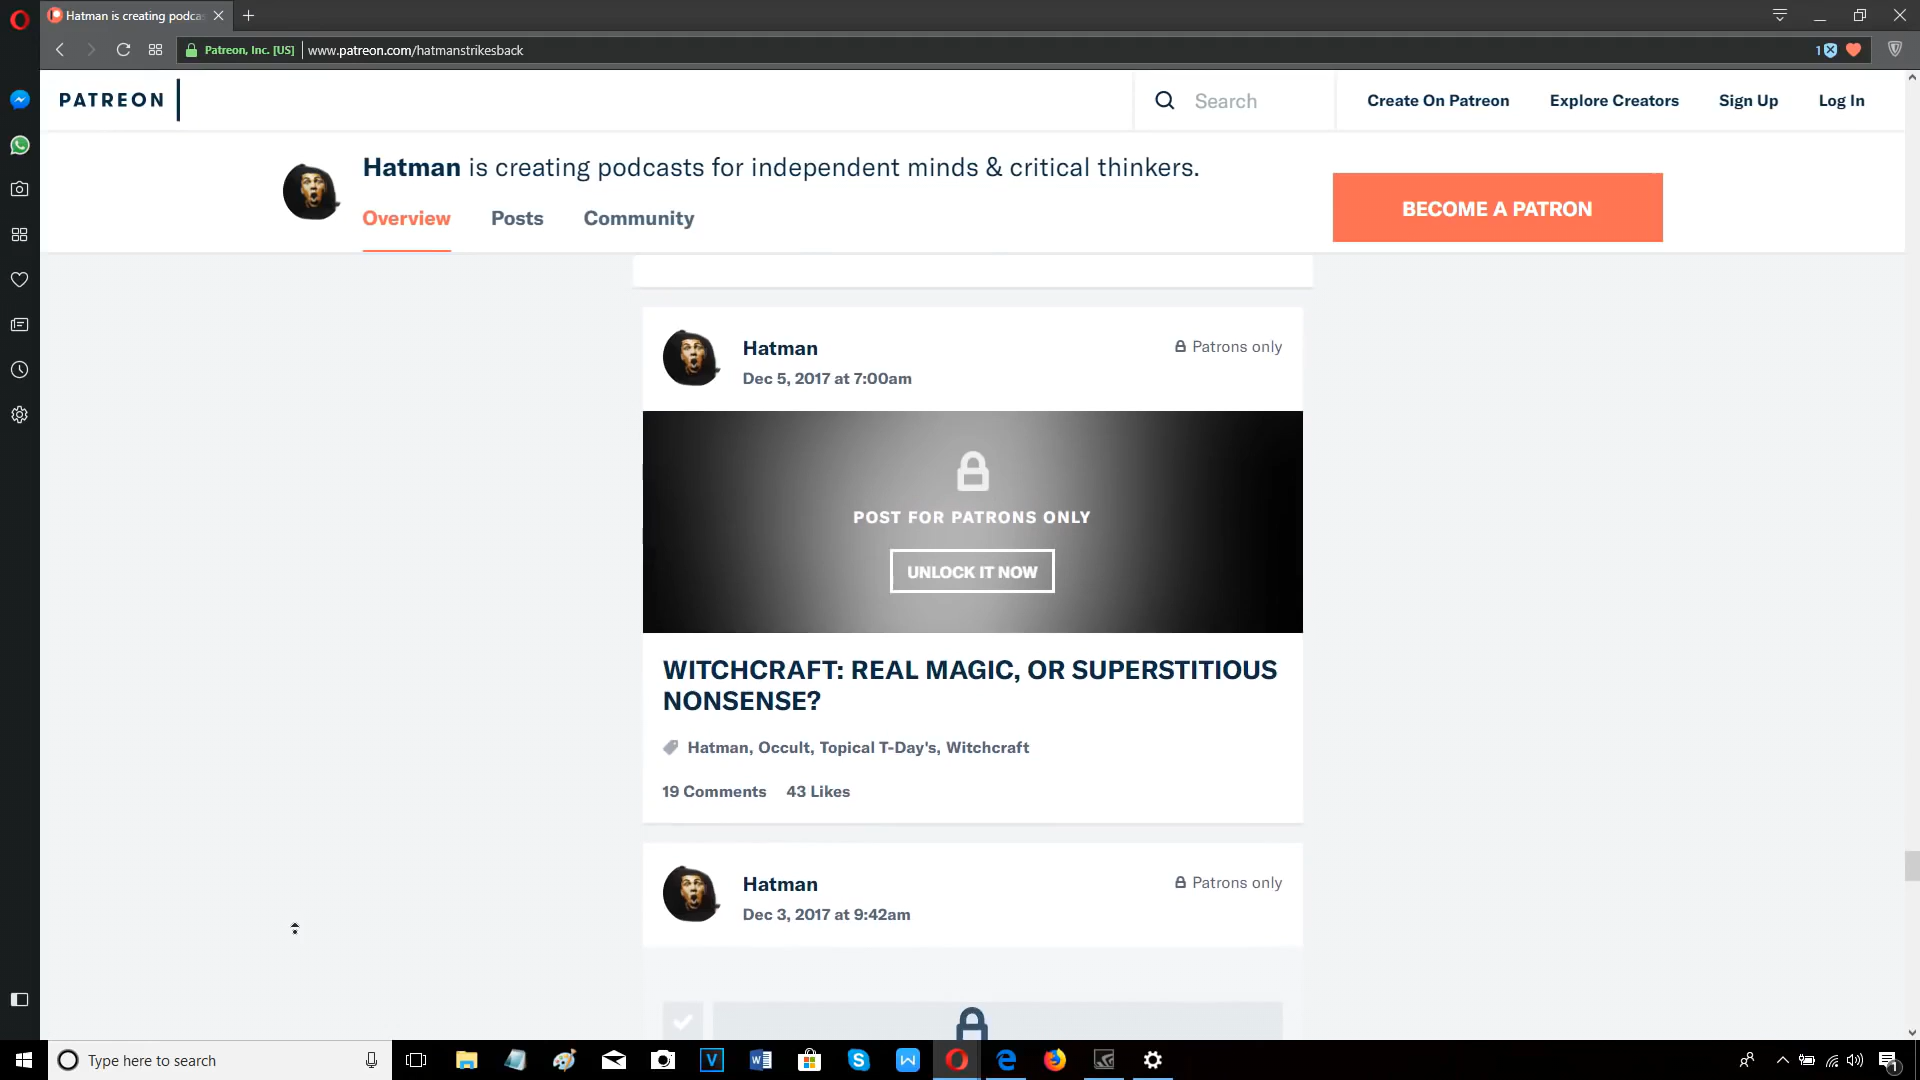 Hatman is creating podca
Patreon, Inc. [US]
www.patreon.com/hatmanstrikesback
1
PATREON
Search
Create On Patreon
Explore Creators
Sign Up
Log In
Hatman is creating podcasts for independent minds & critical thinkers.
Overview
Posts
Community
BECOME A PATRON
Hatman
Patrons only
Dec 5, 2017 at 7:00am
POST FOR PATRONS ONLY
UNLOCK IT NOW
WITCHCRAFT: REAL MAGIC, OR SUPERSTITIOUS
NONSENSE?
Hatman, Occult, Topical T-Day's, Witchcraft
19 Comments
43 Likes
Hatman
Patrons only
Dec 3, 2017 at 9:42am
Type here to search
1